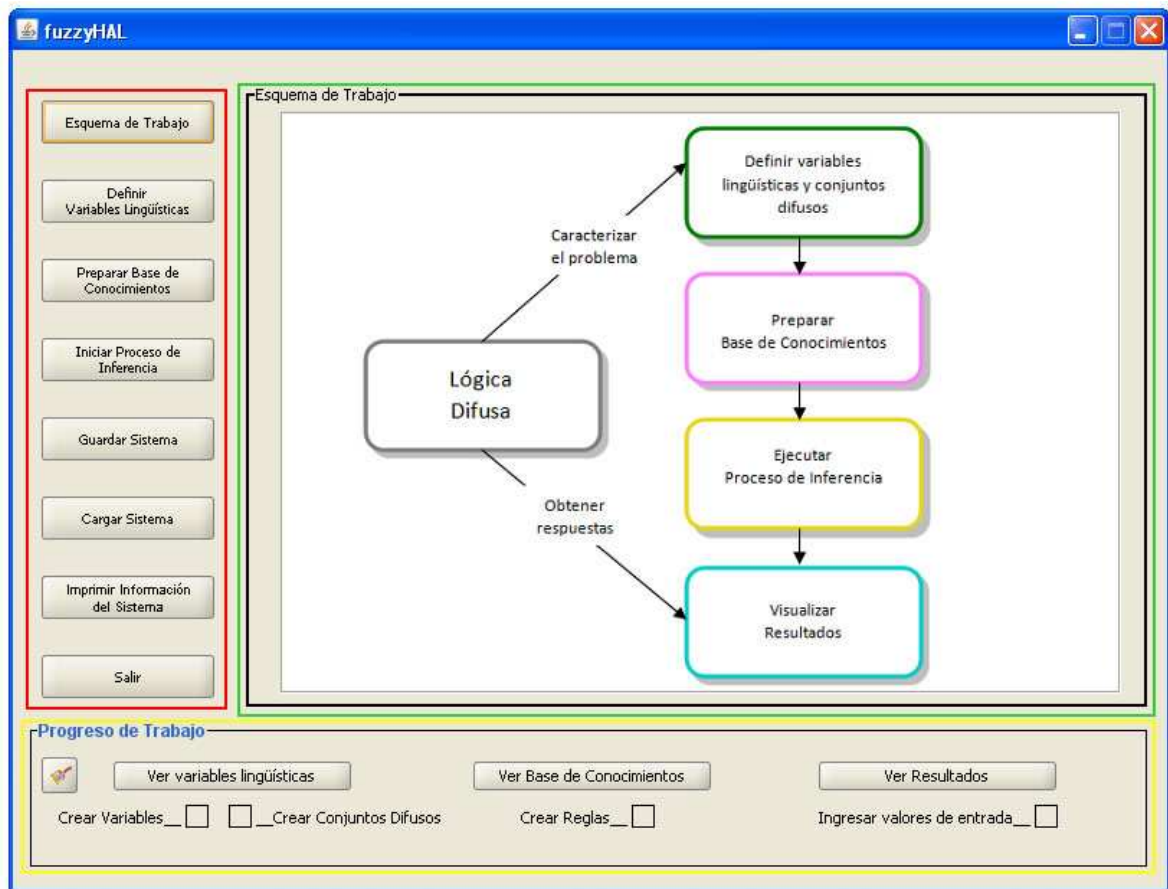 fuzzyHAL
Esquema de Trabajo
Definir
Variables Lingüísticas
Preparar Base de
Conocimientos
Iniciar Proceso de
Inferencia
Guardar Sistema
Cargar Sistema
Imprimir Información
del Sistema
Salir
Esquema de Trabajo
Definir variables
lingüísticas y conjuntos
difusos
Caracterizar
el problema
Preparar
Base de Conocimientos
Lógica
Difusa
Ejecutar
Proceso de Inferencia
Obtener
respuestas
Visualizar
Resultados
Progreso de Trabajo
Ver variables lingüísticas
Ver Base de Conocimientos
Ver Resultados
Crear Variables__
__Crear Conjuntos Difusos
Crear Reglas__
Ingresar valores de entrada__